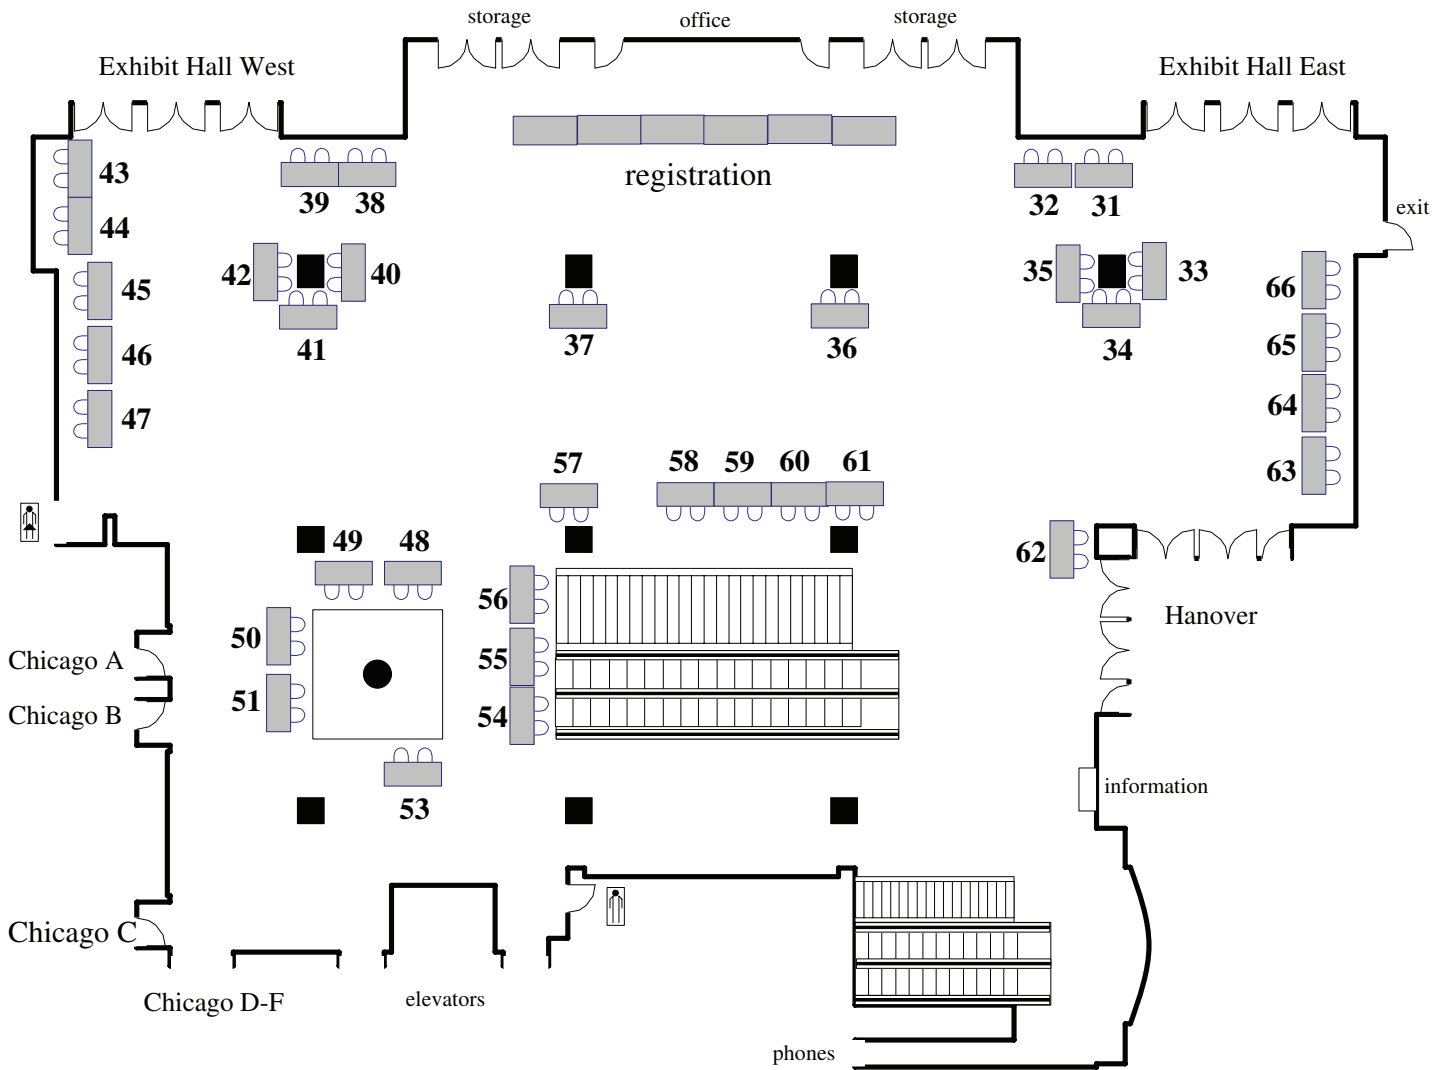 storage
office
storage
Exhibit Hall West
Exhibit Hall East
43
registration
39 38
32 31
exit
44
42
40
35
33
45
66
46
41
37
36
34
65
47
64
57
58 59 60 61
63
49 48
62
56
Hanover
50
Chicago A
55
51
Chicago B
54
information
53
Chicago C
Chicago D-F
elevators
phones